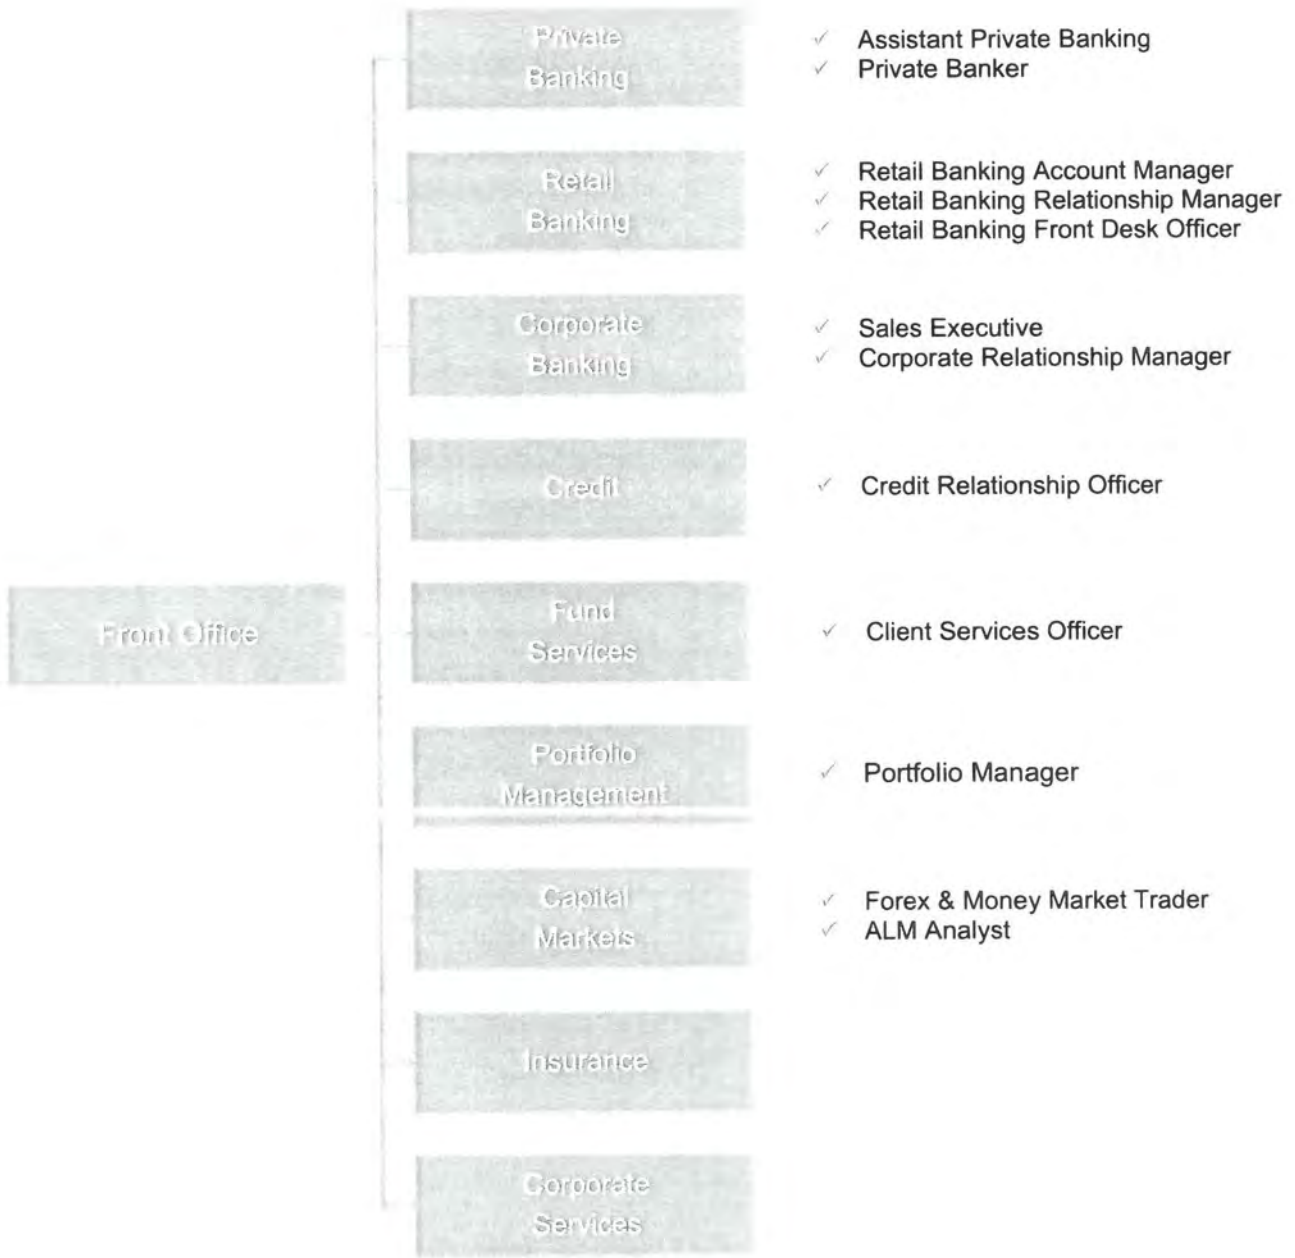 Private
Banking
✓ Assistant Private Banking
✓ Private Banker
Retail
Banking
✓ Retail Banking Account Manager
✓ Retail Banking Relationship Manager
✓ Retail Banking Front Desk Officer
Corporate
Banking
✓ Sales Executive
✓ Corporate Relationship Manager
Credit
✓ Credit Relationship Officer
Front Office
Fund
Services
✓ Client Services Officer
Portfolio
Management
✓ Portfolio Manager
Capital
Markets
✓ Forex & Money Market Trader
✓ ALM Analyst
Insurance
Corporate
Services